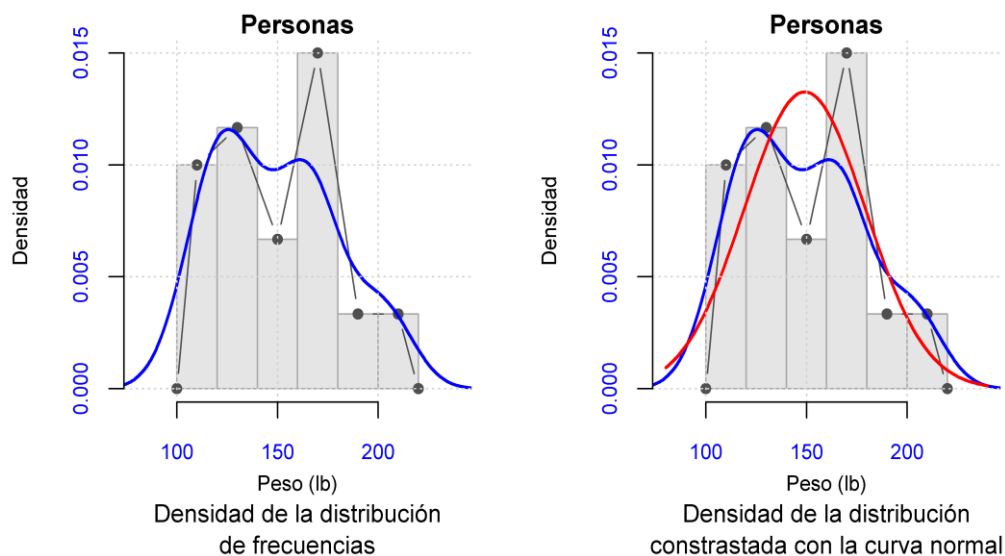 Personas
0.015
0.010
0.005
0.000
Densidad
100
150
200
Peso (lb)
Densidad de la distribución
de frecuencias
Personas
0.015
0.010
0.005
0.000
Densidad
100
150
200
Peso (lb)
Densidad de la distribución
constrastada con la curva normal